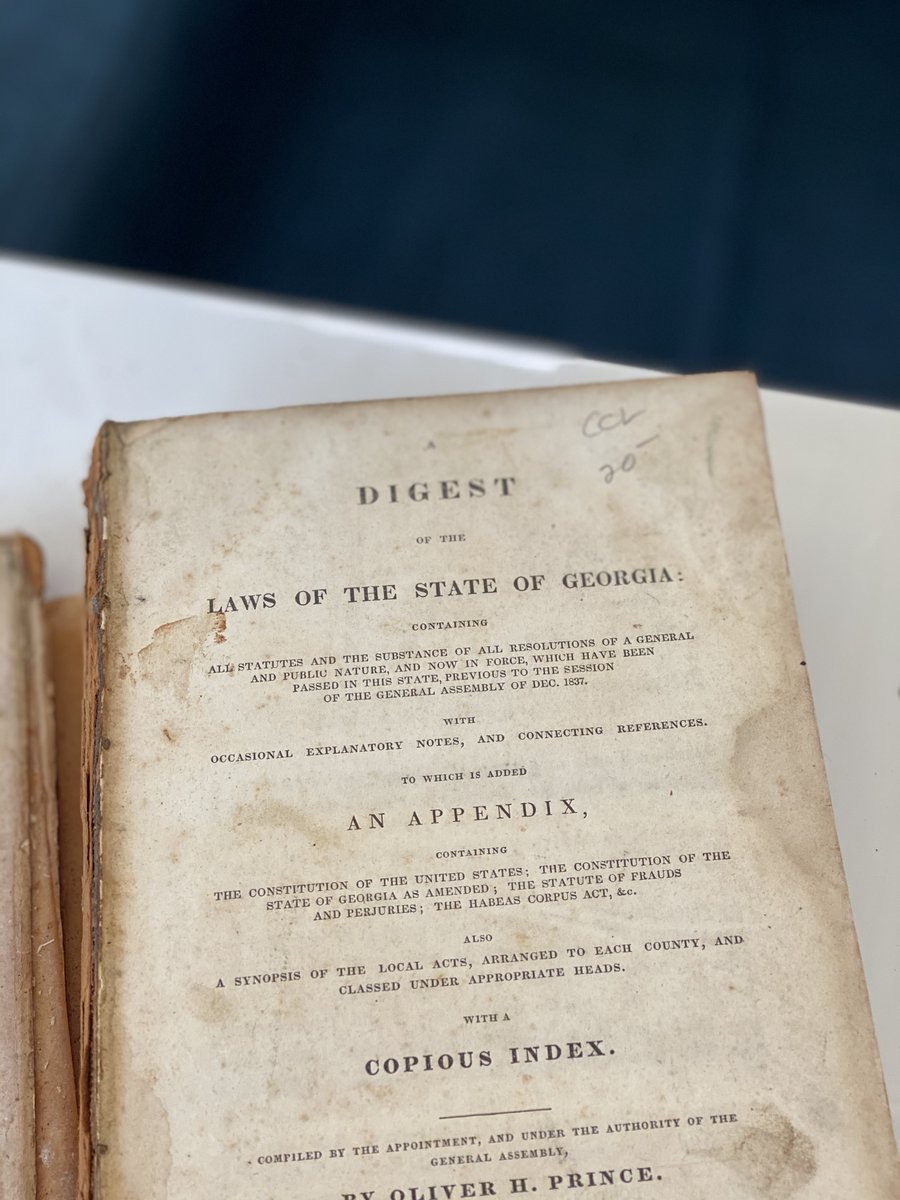 CCV
20-
A
DIGEST
OF THE
LAWS OF THE STATE OF GEORGIA:
CONTAINING
ALL STATUTES AND THE SUBSTANCE OF ALL RESOLUTIONS OF A GENERAL
AND PUBLIC NATURE, AND NOW IN FORCE, WHICH HAVE BEEN
PASSED IN THIS STATE, PREVIOUS TO THE SESSION
OF THE GENERAL ASSEMBLY OF DEC. 1837.
WITH
OCCASIONAL EXPLANATORY NOTES, AND CONNECTING REFERENCES.
TO WHICH IS ADDED
AN APPENDIX,
CONTAINING
THE CONSTITUTION OF THE UNITED STATES; THE CONSTITUTION OF THE
STATE OF GEORGIA AS AMENDED; THE STATUTE OF FRAUDS
AND PERJURIES; THE HABEAS CORPUS ACT, &c.
ALSO
A SYNOPSIS OF THE LOCAL ACTS, ARRANGED TO EACH COUNTY, AND
CLASSED UNDER APPROPRIATE HEADS.
WITH A
COPIOUS INDEX.
COMPILED BY THE APPOINTMENT, AND UNDER THE AUTHORITY OF THE
GENERAL ASSEMBLY,
BY OLIVER H. PRINCE.